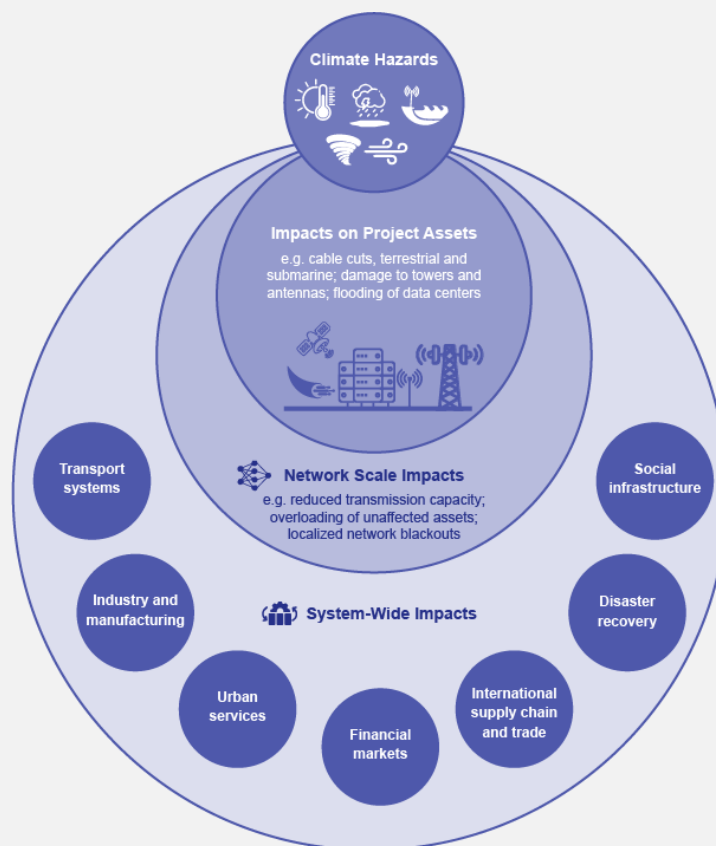 Climate Hazards
Impacts on Project Assets
e.g. cable cuts, terrestrial and
submarine; damage to towers and
antennas; flooding of data centers
Network Scale Impacts
e.g. reduced transmission capacity;
overloading of unaffected assets;
localized network blackouts
System-Wide Impacts
Transport
systems
Industry and
manufacturing
Urban
services
Financial
markets
International
supply chain
and trade
Disaster
recovery
Social
infrastructure